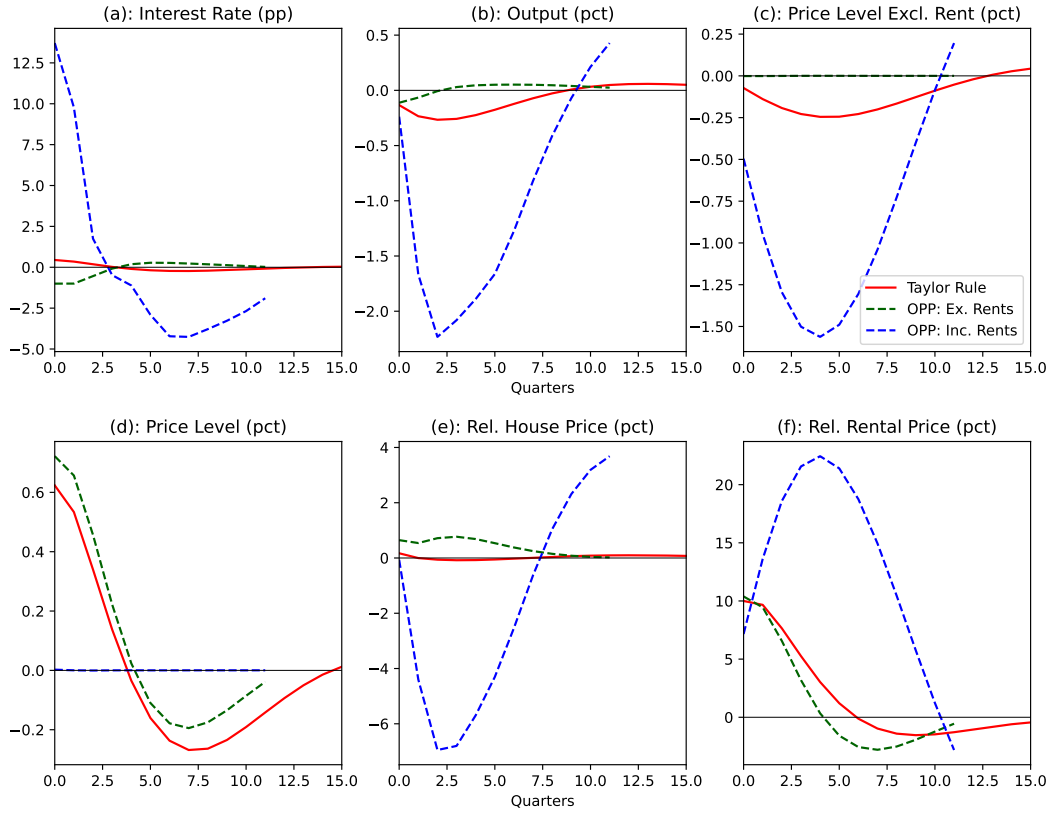 (a): Interest Rate (pp)
12.5
10.0
7.5
5.0
2.5
0.0
−2.5
−5.0
0.0 2.5 5.0 7.5 10.0 12.5 15.0
(b): Output (pct)
0.5
0.0
−0.5
−1.0
−1.5
−2.0
0.0 2.5 5.0 7.5 10.0 12.5 15.0
Quarters
(c): Price Level Excl. Rent (pct)
0.25
0.00
−0.25
−0.50
−0.75
−1.00
−1.25
−1.50
Taylor Rule
OPP: Ex. Rents
OPP: Inc. Rents
0.0 2.5 5.0 7.5 10.0 12.5 15.0
(d): Price Level (pct)
0.6
0.4
0.2
0.0
−0.2
0.0 2.5 5.0 7.5 10.0 12.5 15.0
(e): Rel. House Price (pct)
4
2
0
−2
−4
−6
0.0 2.5 5.0 7.5 10.0 12.5 15.0
Quarters
(f): Rel. Rental Price (pct)
20
15
10
5
0
0.0 2.5 5.0 7.5 10.0 12.5 15.0